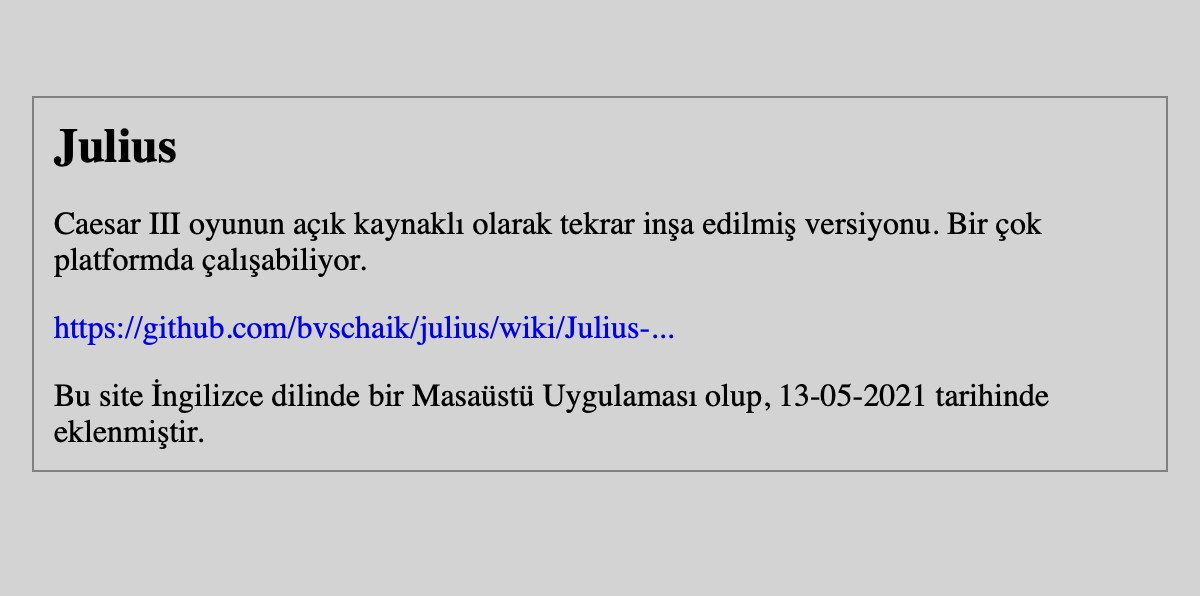 Julius
Caesar III oyunun açık kaynaklı olarak tekrar inşa edilmiş versiyonu. Bir çok
platformda çalışabiliyor.
https://github.com/bvschaik/julius/wiki/Julius-...
Bu site İngilizce dilinde bir Masaüstü Uygulaması olup, 13-05-2021 tarihinde
eklenmiştir.